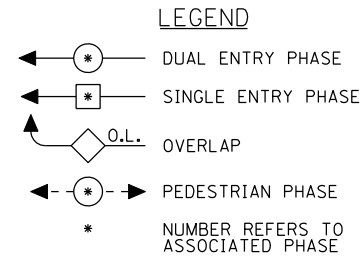 LEGEND
* DUAL ENTRY PHASE
* SINGLE ENTRY PHASE
O.L. OVERLAP
* PEDESTRIAN PHASE
* NUMBER REFERS TO
ASSOCIATED PHASE